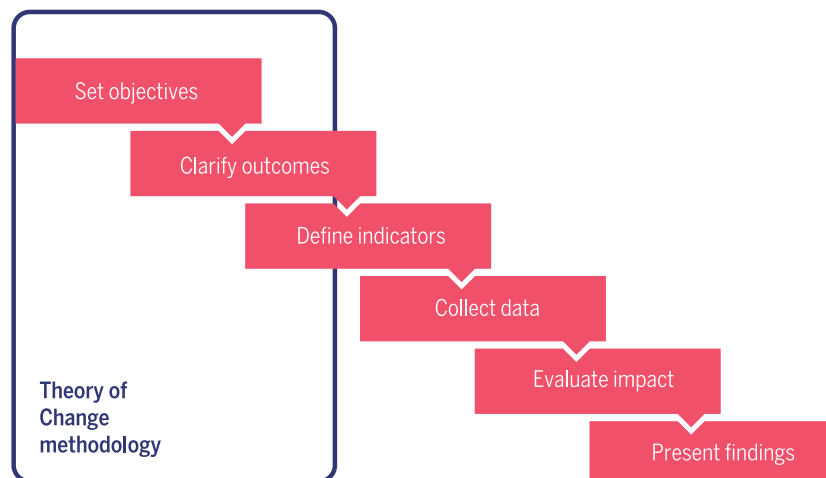 Set objectives
Clarify outcomes
Define indicators
Collect data
Evaluate impact
Present findings
Theory of
Change
methodology